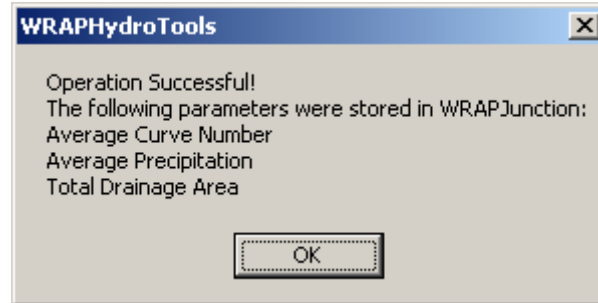 WRAPHydroTools
Operation Successful!
The following parameters were stored in WRAPJunction:
Average Curve Number
Average Precipitation
Total Drainage Area
OK